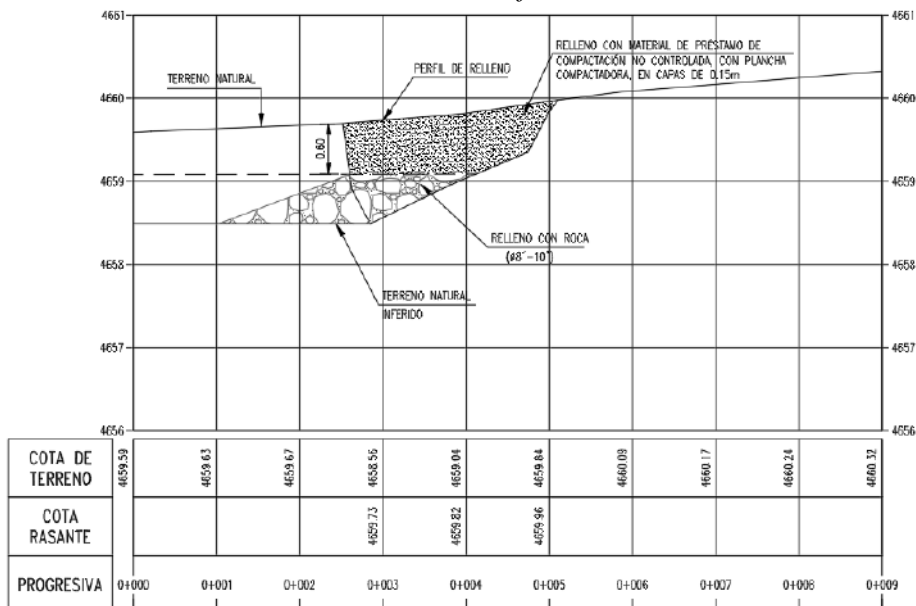 4661
4661
RELLENO CON MATERIAL DE PRÉSTAMO DE
COMPACTACIÓN NO CONTROLADA, CON PLANCHA
COMPACTADORA, EN CAPAS DE 0.15m
PERFIL DE RELLENO
TERRENO NATURAL
4660
4660
0.60
4659
4659
RELLENO CON ROCA
(ø8"-10")
4658
4658
TERRENO NATURAL
INFERIDO
4657
4657
4656
4656
COTA DE
TERRENO
4659.59
4659.63
4659.67
4658.56
4659.04
4659.84
4660.09
4660.17
4660.24
4660.32
COTA
RASANTE
4659.73
4659.82
4659.96
PROGRESIVA
0+000
0+001
0+002
0+003
0+004
0+005
0+006
0+007
0+008
0+009